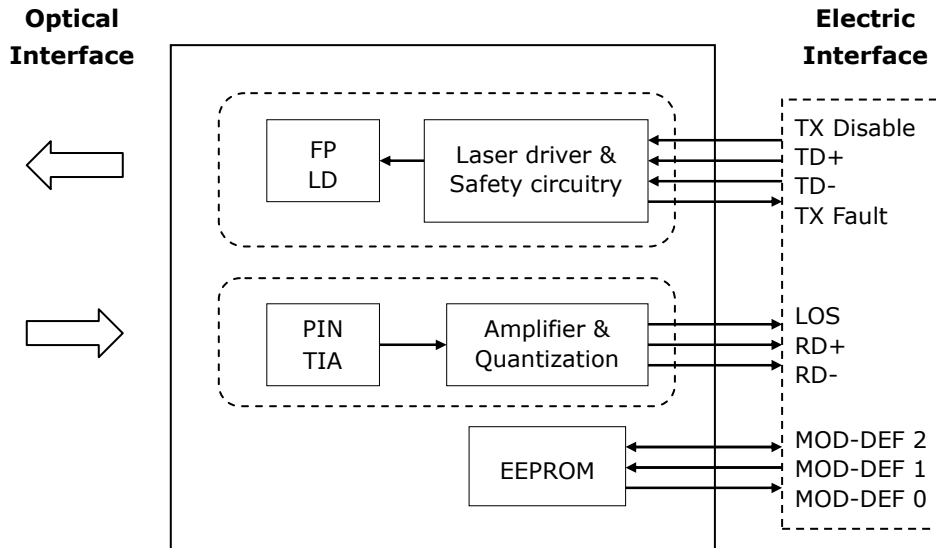 Optical
Interface
Electric
Interface
FP
LD
Laser driver &
Safety circuitry
TX Disable
TD+
TD-
TX Fault
PIN
TIA
Amplifier &
Quantization
LOS
RD+
RD-
EEPROM
MOD-DEF 2
MOD-DEF 1
MOD-DEF 0